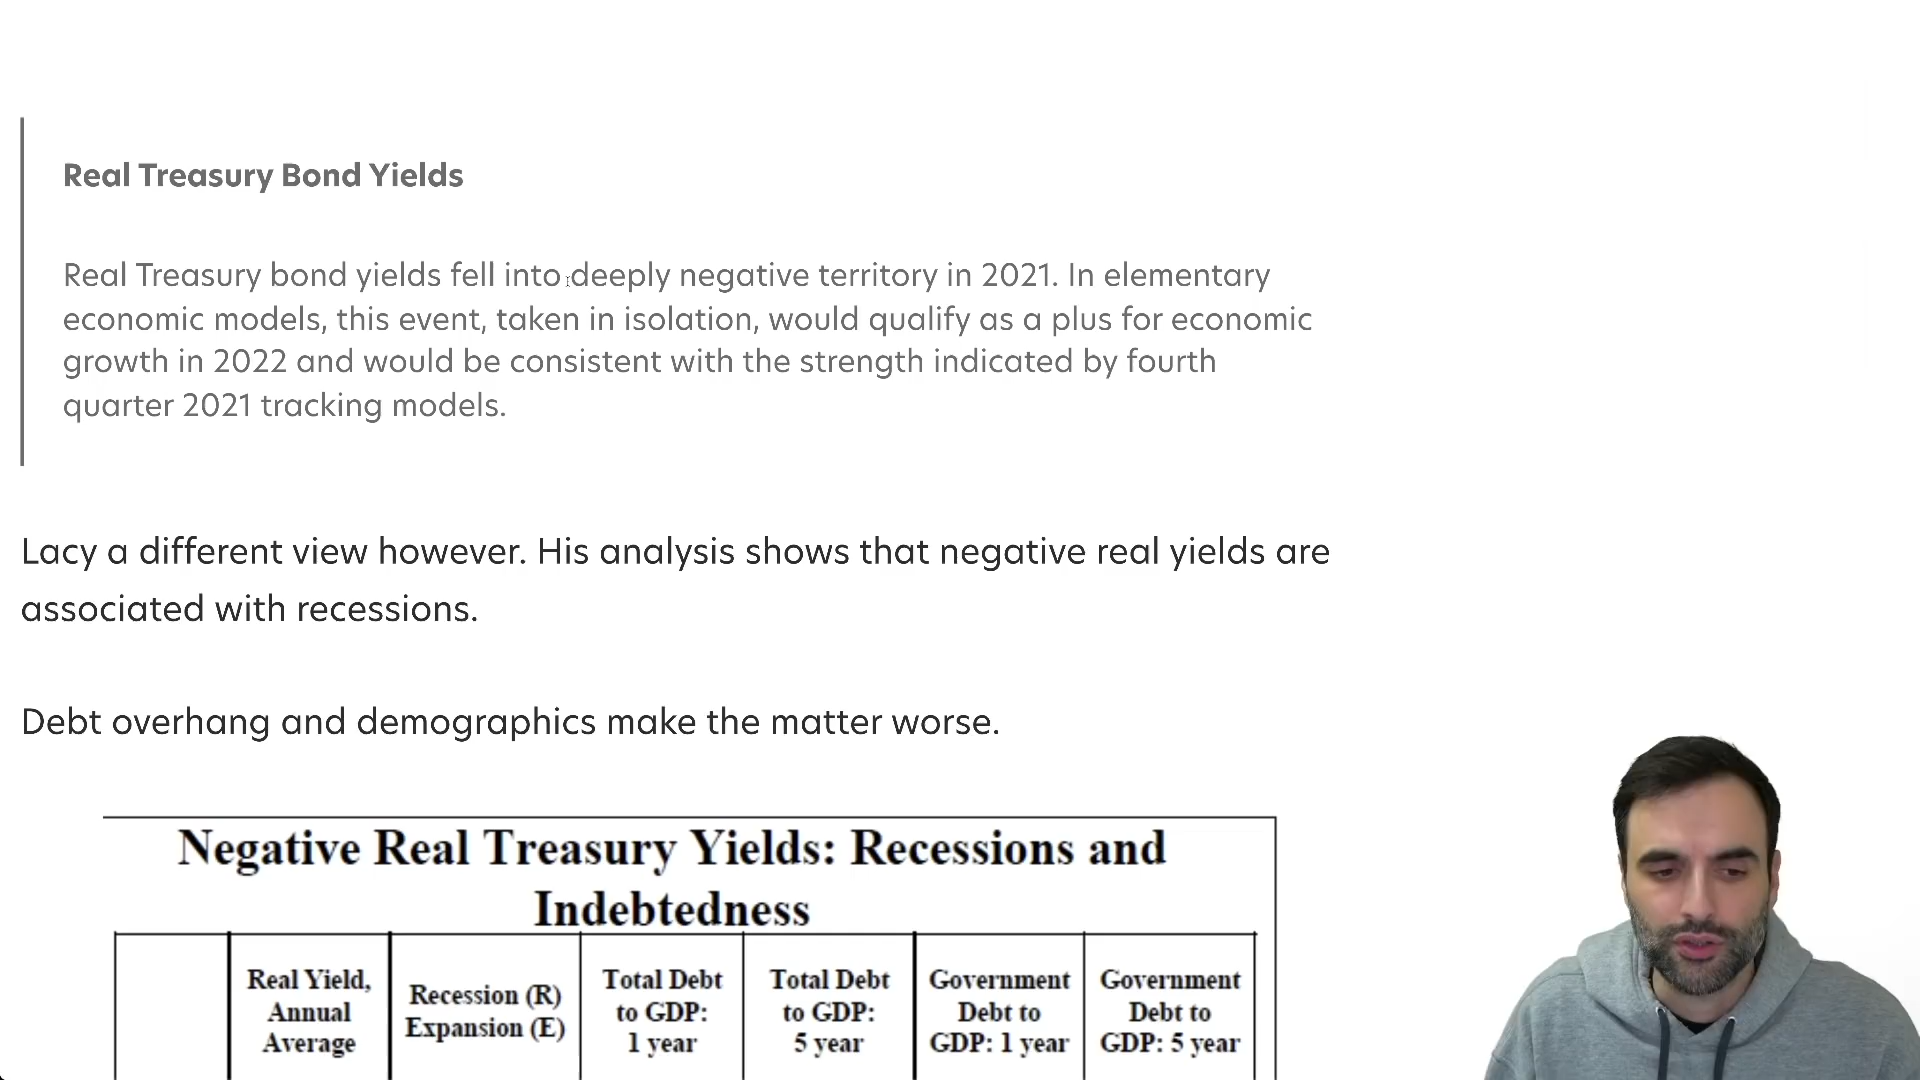 Real Treasury Bond Yields
Real Treasury bond yields fell into deeply negative territory in 2021. In elementary
economic models, this event, taken in isolation, would qualify as a plus for economic
growth in 2022 and would be consistent with the strength indicated by fourth
quarter 2021 tracking models.
Lacy a different view however. His analysis shows that negative real yields are
associated with recessions.
Debt overhang and demographics make the matter worse.
Negative Real Treasury Yields: Recessions and
Indebtedness
Real Yield,
Annual
Average
Recession (R)
Expansion (E)
Total Debt
to GDP:
1 year
Total Debt
to GDP:
5 year
Government
Debt to
GDP: 1 year
Government
Debt to
GDP: 5 year